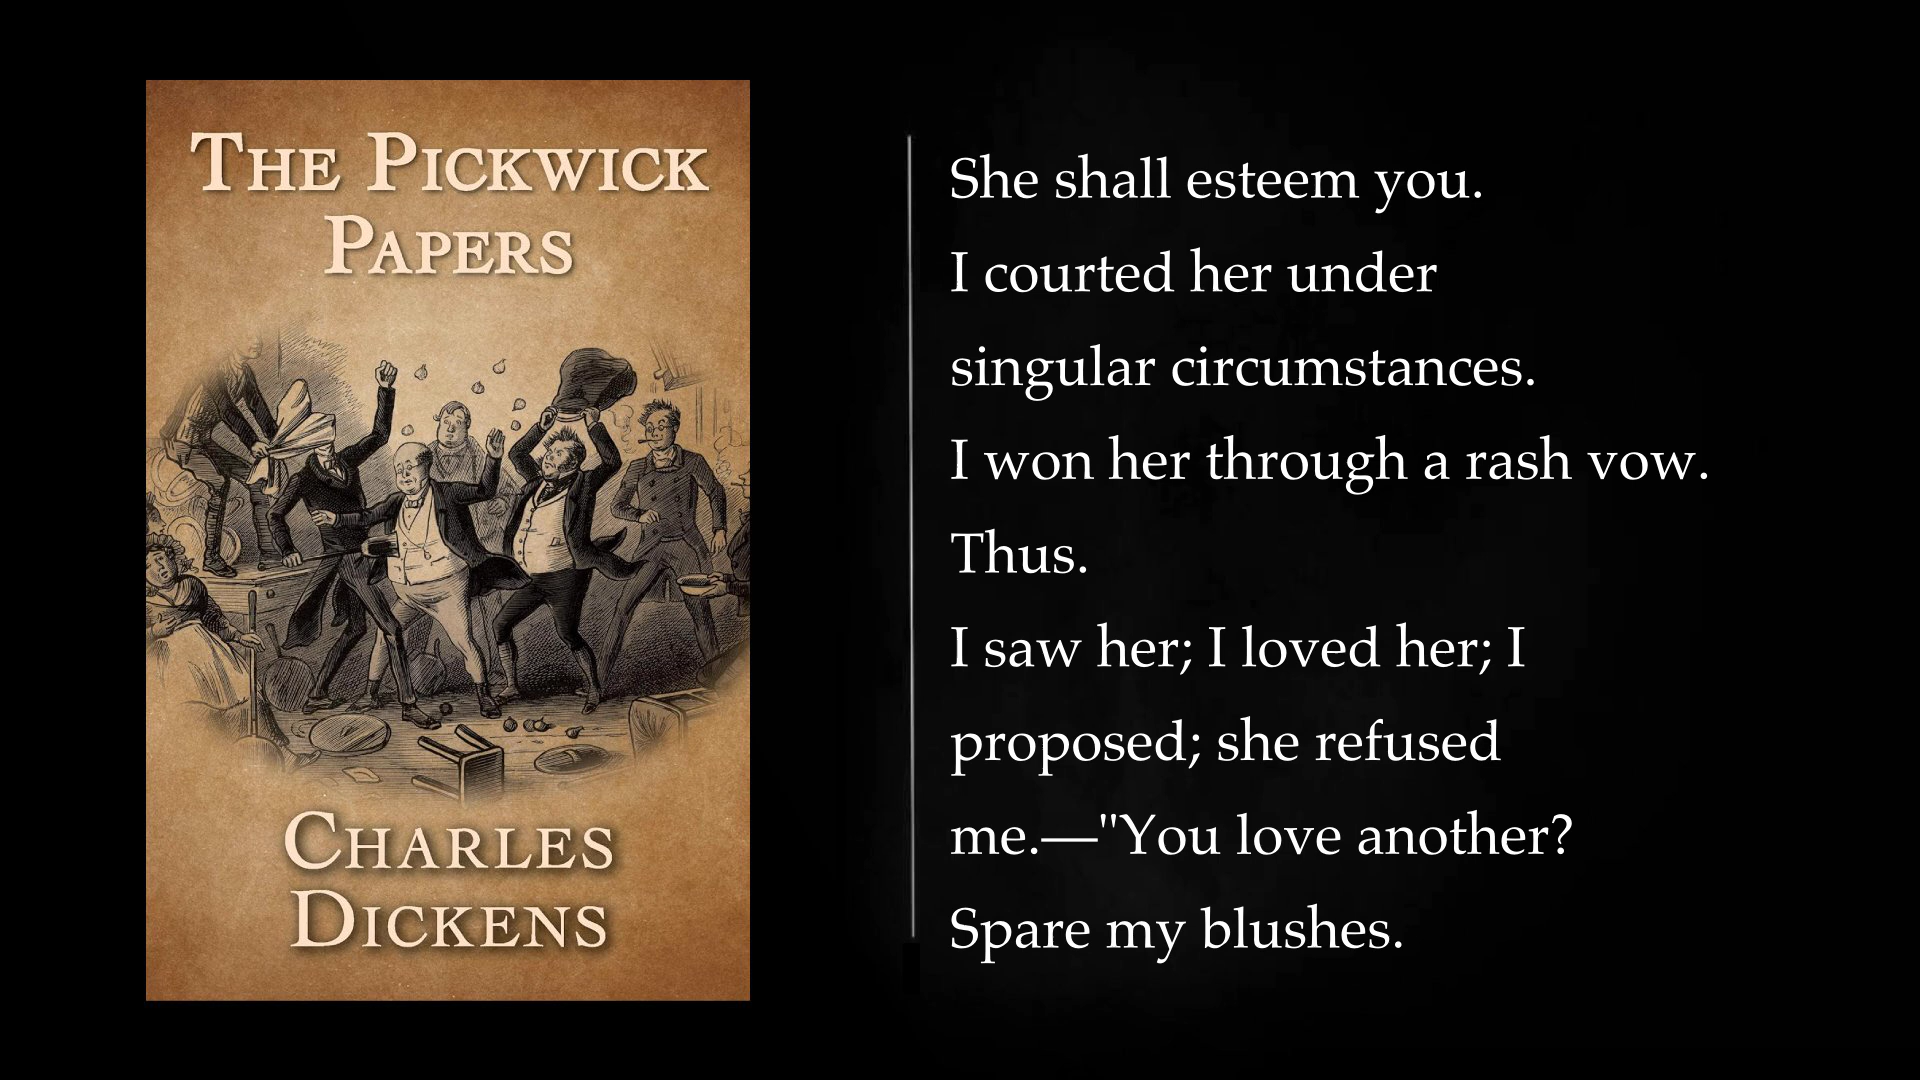 THE PICKWICK
PAPERS
CHARLES
DICKENS
She shall esteem you.
I courted her under
singular circumstances.
I won her through a rash vow.
Thus.
I saw her; I loved her; I
proposed; she refused
me.—"You love another?
Spare my blushes.